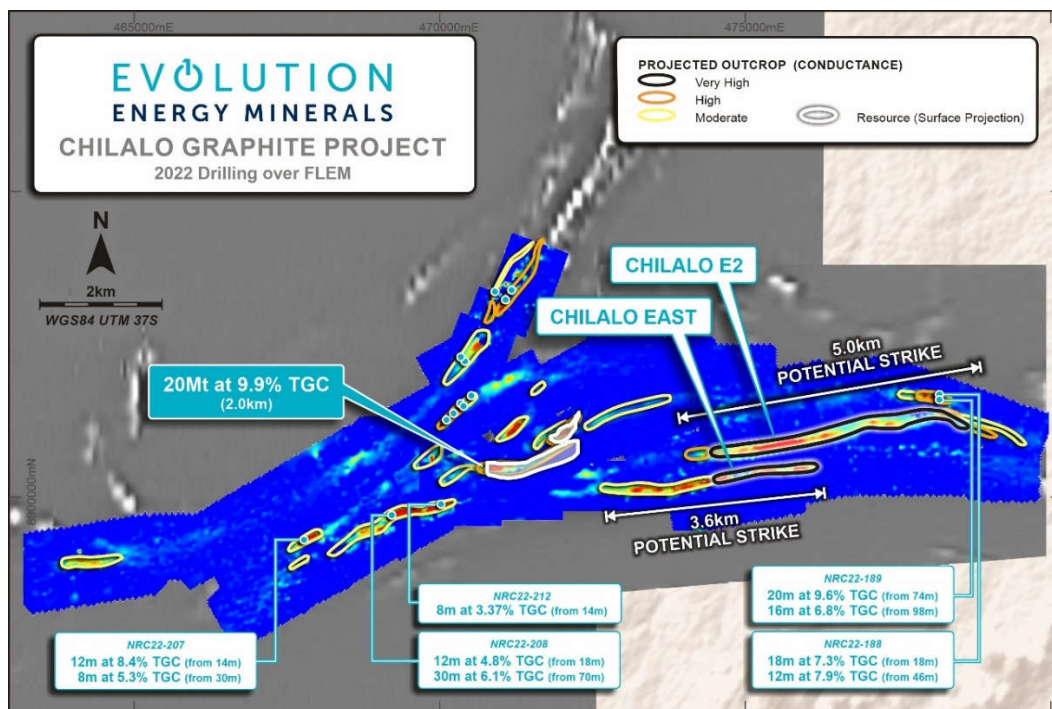 465000mE
470000mE
475000mE
EVOLUTION
ENERGY MINERALS
CHILALO GRAPHITE PROJECT
2022 Drilling over FLEM
PROJECTED OUTCROP (CONDUCTANCE)
Very High
High
Moderate
Resource (Surface Projection)
N
2km
WGS84 UTM 37S
CHILALO E2
CHILALO EAST
5.0km
POTENTIAL STRIKE
20Mt at 9.9% TGC
(2.0km)
8900000mN
3.6km
POTENTIAL STRIKE
NRC22-212
8m at 3.37% TGC (from 14m)
NRC22-189
20m at 9.6% TGC (from 74m)
16m at 6.8% TGC (from 98m)
NRC22-207
12m at 8.4% TGC (from 14m)
8m at 5.3% TGC (from 30m)
NRC22-208
12m at 4.8% TGC (from 18m)
30m at 6.1% TGC (from 70m)
NRC22-188
18m at 7.3% TGC (from 18m)
12m at 7.9% TGC (from 46m)